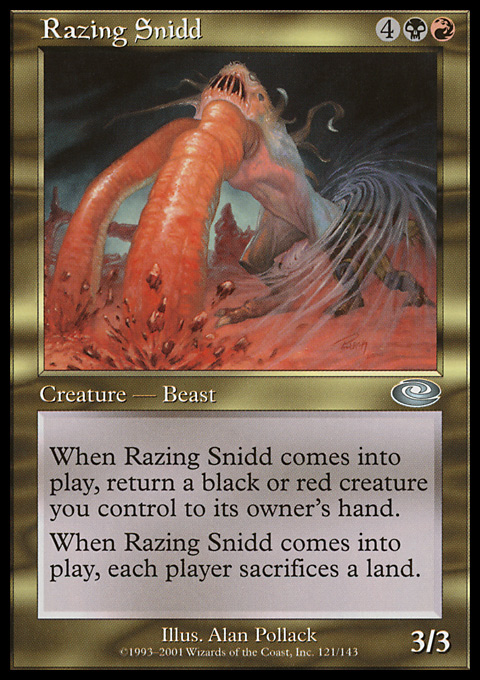 Razing Snidd 4
Creature — Beast
When Razing Snidd comes into
play, return a black or red creature
you control to its owner's hand.
When Razing Snidd comes into
play, each player sacrifices a land.
Illus. Alan Pollack
©1993–2001 Wizards of the Coast, Inc. 121/143
3/3